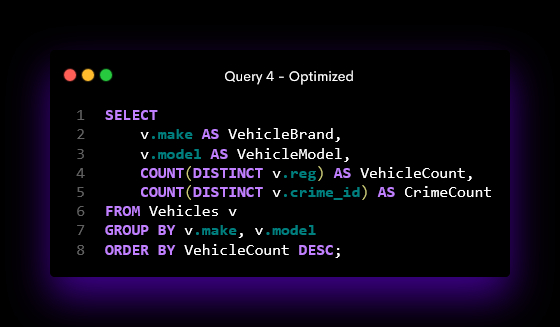 Query 4 - Optimized
1 SELECT
2     v.make AS VehicleBrand,
3     v.model AS VehicleModel,
4     COUNT(DISTINCT v.reg) AS VehicleCount,
5     COUNT(DISTINCT v.crime_id) AS CrimeCount
6 FROM Vehicles v
7 GROUP BY v.make, v.model
8 ORDER BY VehicleCount DESC;